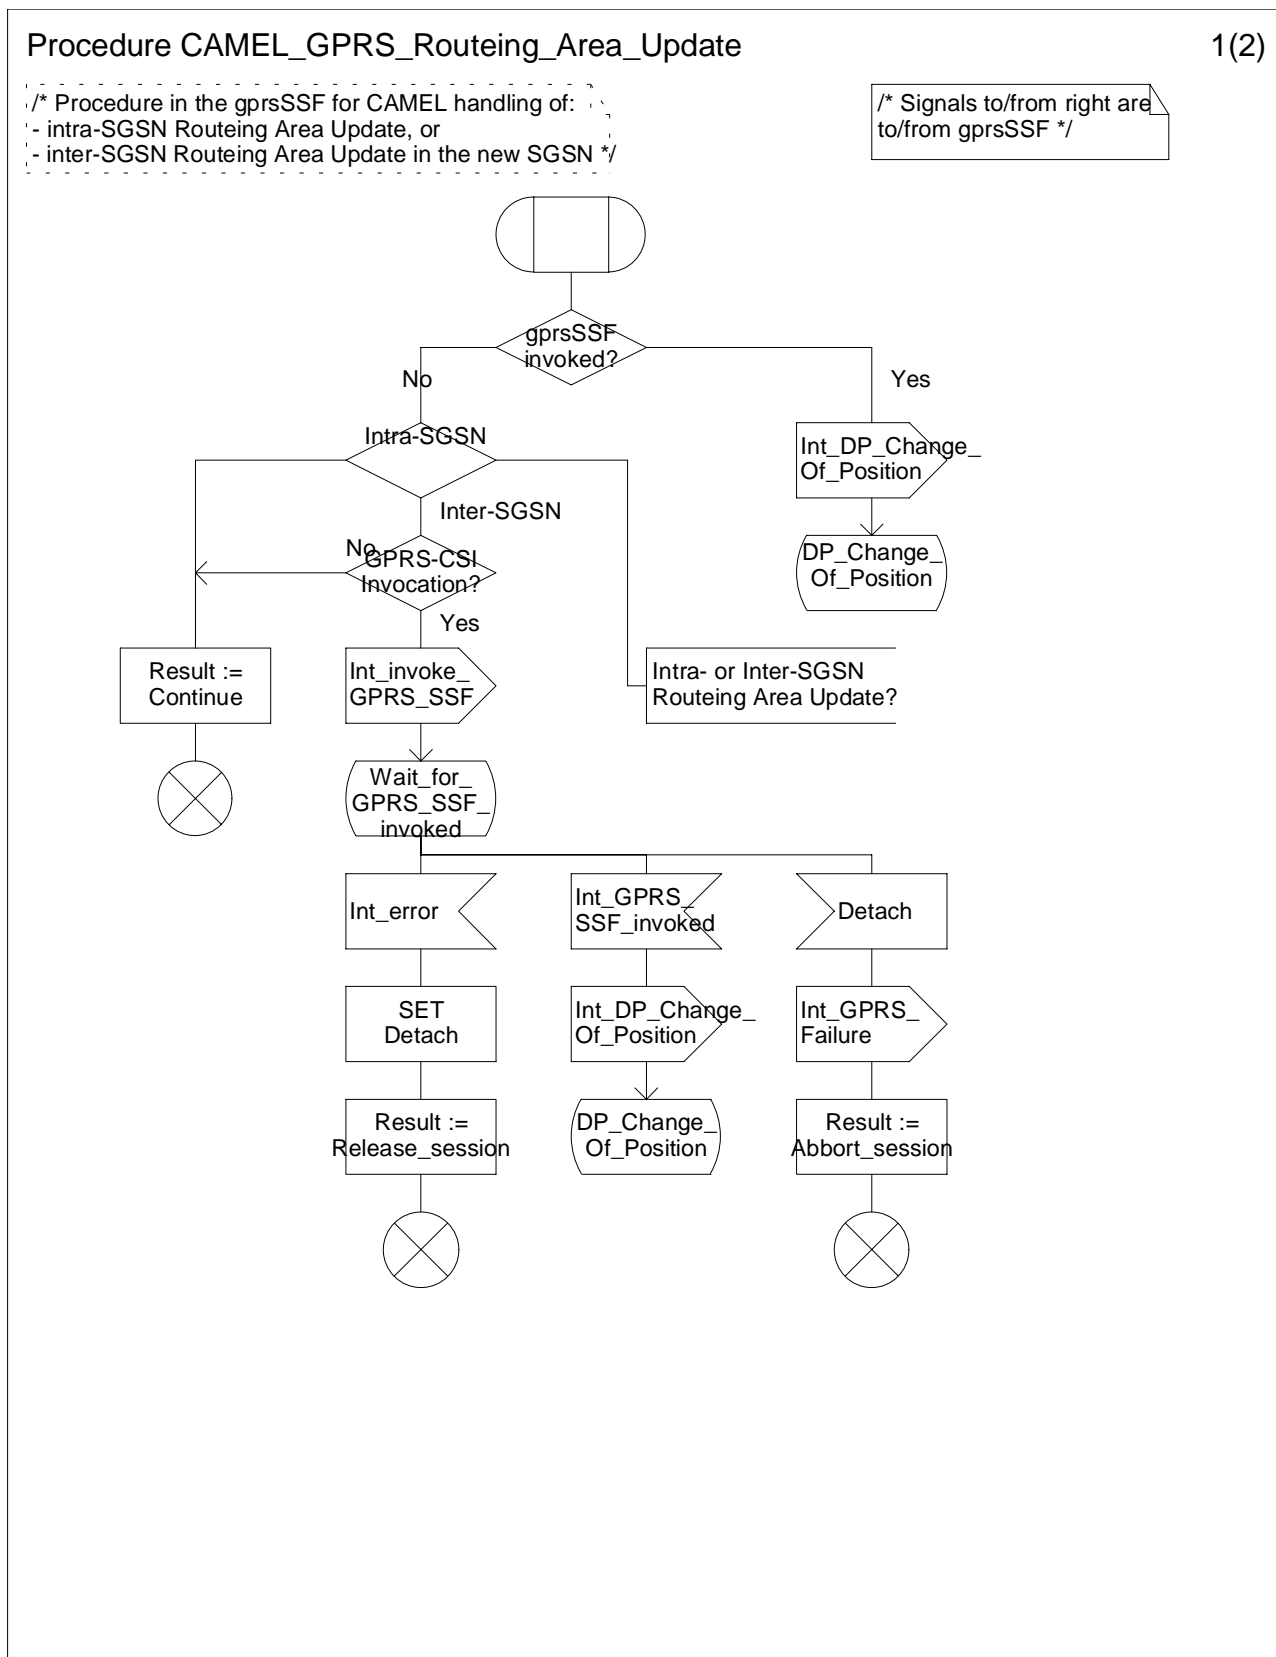 Procedure CAMEL_GPRS_Routeing_Area_Update
1(2)
/* Procedure in the gprsSSF for CAMEL handling of:
- intra-SGSN Routeing Area Update, or
- inter-SGSN Routeing Area Update in the new SGSN */
/* Signals to/from right are
to/from gprsSSF */
gprsSSF
invoked?
No
Yes
Intra-SGSN
Int_DP_Change_
Of_Position
Inter-SGSN
No
GPRS-CSI
Invocation?
DP_Change_
Of_Position
Yes
Result :=
Continue
Int_invoke_
GPRS_SSF
Intra- or Inter-SGSN
Routeing Area Update?
Wait_for_
GPRS_SSF_
invoked
Int_error
Int_GPRS_
SSF_invoked
Detach
SET
Detach
Int_DP_Change_
Of_Position
Int_GPRS_
Failure
Result :=
Release_session
DP_Change_
Of_Position
Result :=
Abbort_session